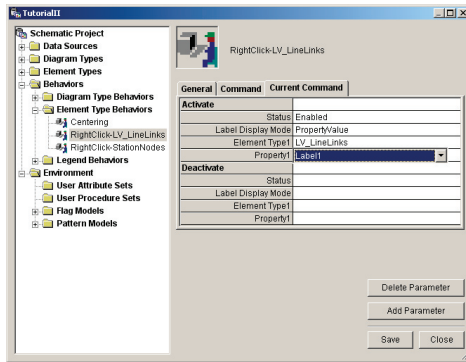 TutorialII
Schematic Project
Data Sources
Diagram Types
Element Types
Behaviors
Diagram Type Behaviors
Element Type Behaviors
Centering
RightClick-LV_LineLinks
RightClick-StationNodes
Legend Behaviors
Environment
User Attribute Sets
User Procedure Sets
Flag Models
Pattern Models
RightClick-LV_LineLinks
General Command Current Command
Activate
Status Enabled
Label Display Mode PropertyValue
Element Type1 LV_LineLinks
Property1 Label1
Deactivate
Status
Label Display Mode
Element Type1
Property1
Delete Parameter
Add Parameter
Save Close